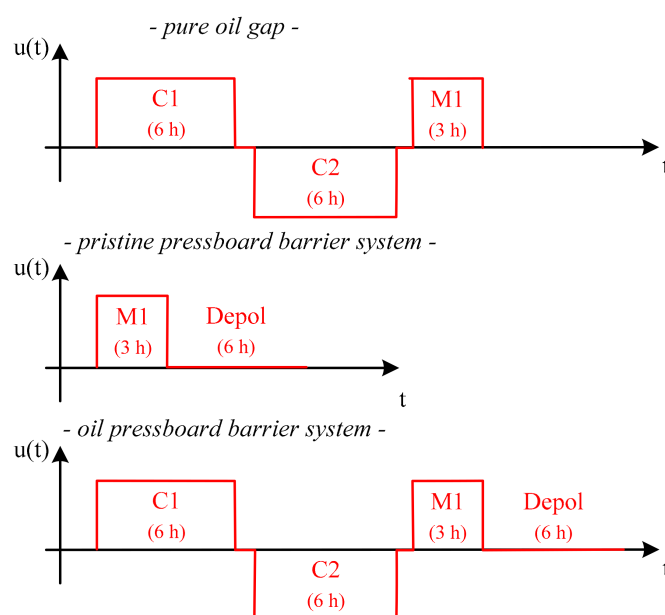 - pure oil gap -
u(t)
C1
(6 h)
M1
(3 h)
C2
(6 h)
t
- pristine pressboard barrier system -
u(t)
M1
(3 h)
Depol
(6 h)
t
- oil pressboard barrier system -
u(t)
C1
(6 h)
M1
(3 h)
Depol
(6 h)
C2
(6 h)
t